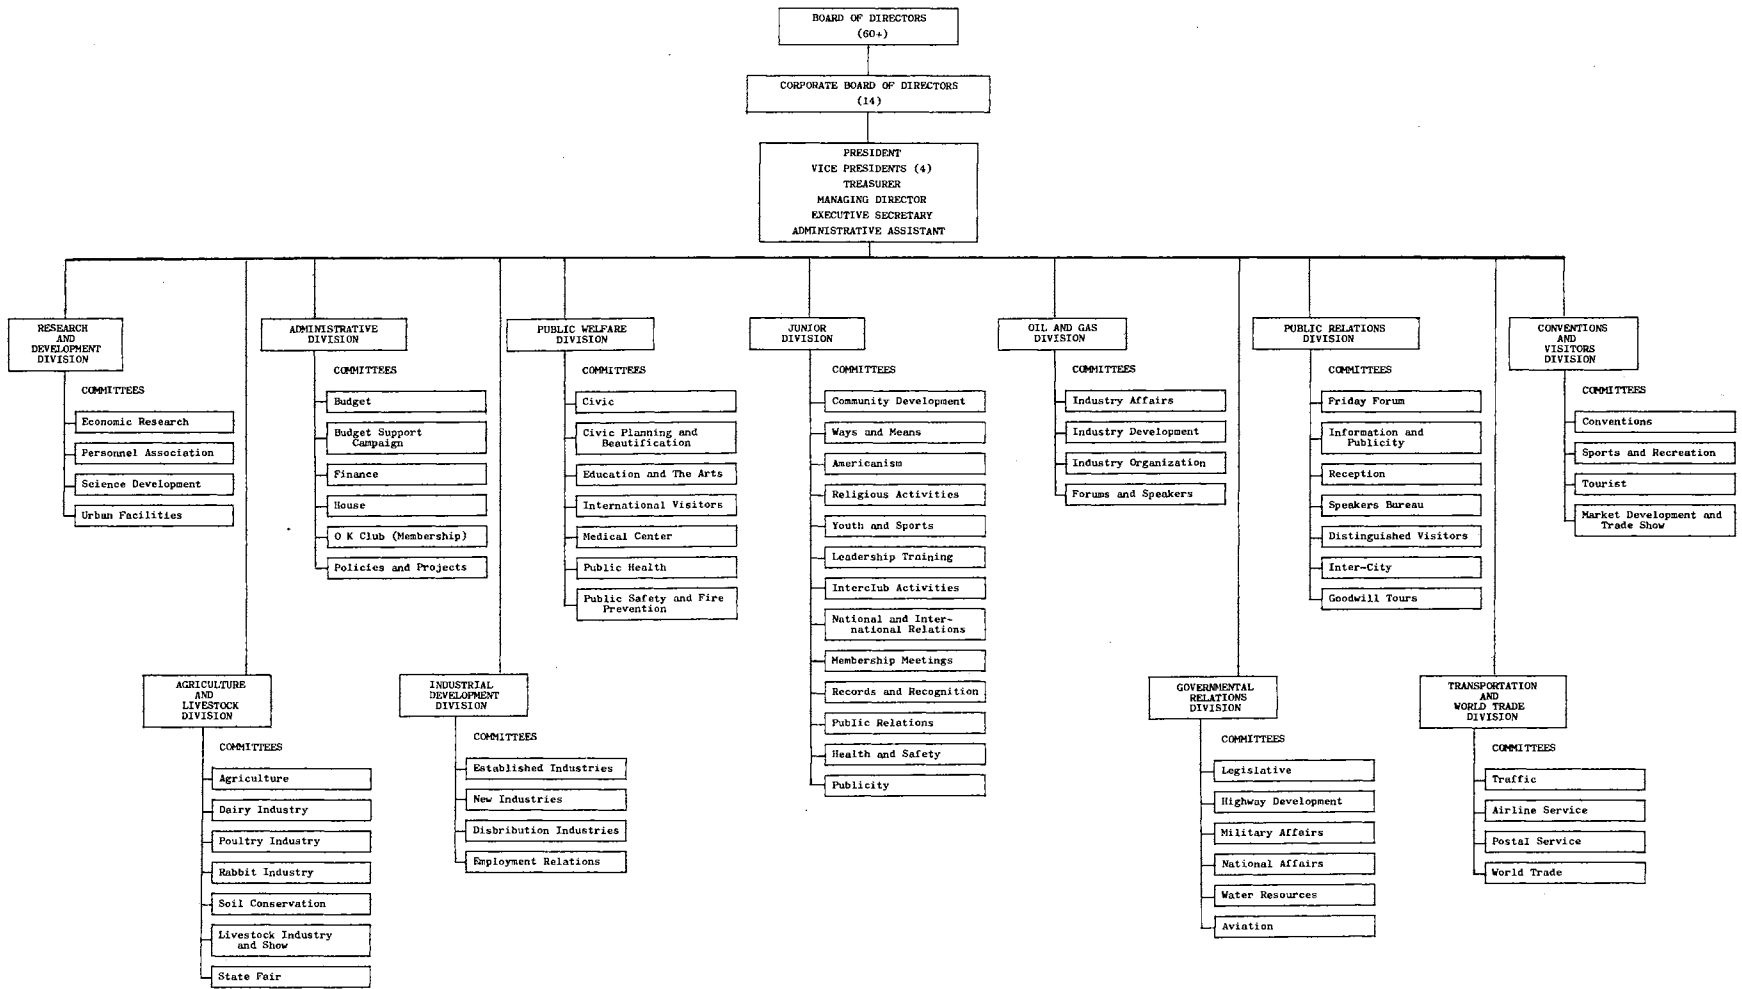 BOARD OF DIRECTORS
(60+)
CORPORATE BOARD OF DIRECTORS
(14)
PRESIDENT
VICE PRESIDENTS (4)
TREASURER
MANAGING DIRECTOR
EXECUTIVE SECRETARY
ADMINISTRATIVE ASSISTANT
RESEARCH
AND
DEVELOPMENT
DIVISION
COMMITTEES
Economic Research
Personnel Association
Science Development
Urban Facilities
ADMINISTRATIVE
DIVISION
COMMITTEES
Budget
Budget Support
Campaign
Finance
House
O K Club (Membership)
Policies and Projects
PUBLIC WELFARE
DIVISION
COMMITTEES
Civic
Civic Planning and
Beautification
Education and The Arts
International Visitors
Medical Center
Public Health
Public Safety and Fire
Prevention
JUNIOR
DIVISION
COMMITTEES
Community Development
Ways and Means
Americanism
Religious Activities
Youth and Sports
Leadership Training
Interclub Activities
National and Inter-
national Relations
Membership Meetings
Records and Recognition
Public Relations
Health and Safety
Publicity
OIL AND GAS
DIVISION
COMMITTEES
Industry Affairs
Industry Development
Industry Organization
Forums and Speakers
PUBLIC RELATIONS
DIVISION
COMMITTEES
Friday Forum
Information and
Publicity
Reception
Speakers Bureau
Distinguished Visitors
Inter-City
Goodwill Tours
CONVENTIONS
AND
VISITORS
DIVISION
COMMITTEES
Conventions
Sports and Recreation
Tourist
Market Development and
Trade Show
AGRICULTURE
AND
LIVESTOCK
DIVISION
COMMITTEES
Agriculture
Dairy Industry
Poultry Industry
Rabbit Industry
Soil Conservation
Livestock Industry
and Show
State Fair
INDUSTRIAL
DEVELOPMENT
DIVISION
COMMITTEES
Established Industries
New Industries
Disbribution Industries
Employment Relations
GOVERNMENTAL
RELATIONS
DIVISION
COMMITTEES
Legislative
Highway Development
Military Affairs
National Affairs
Water Resources
Aviation
TRANSPORTATION
AND
WORLD TRADE
DIVISION
COMMITTEES
Traffic
Airline Service
Postal Service
World Trade